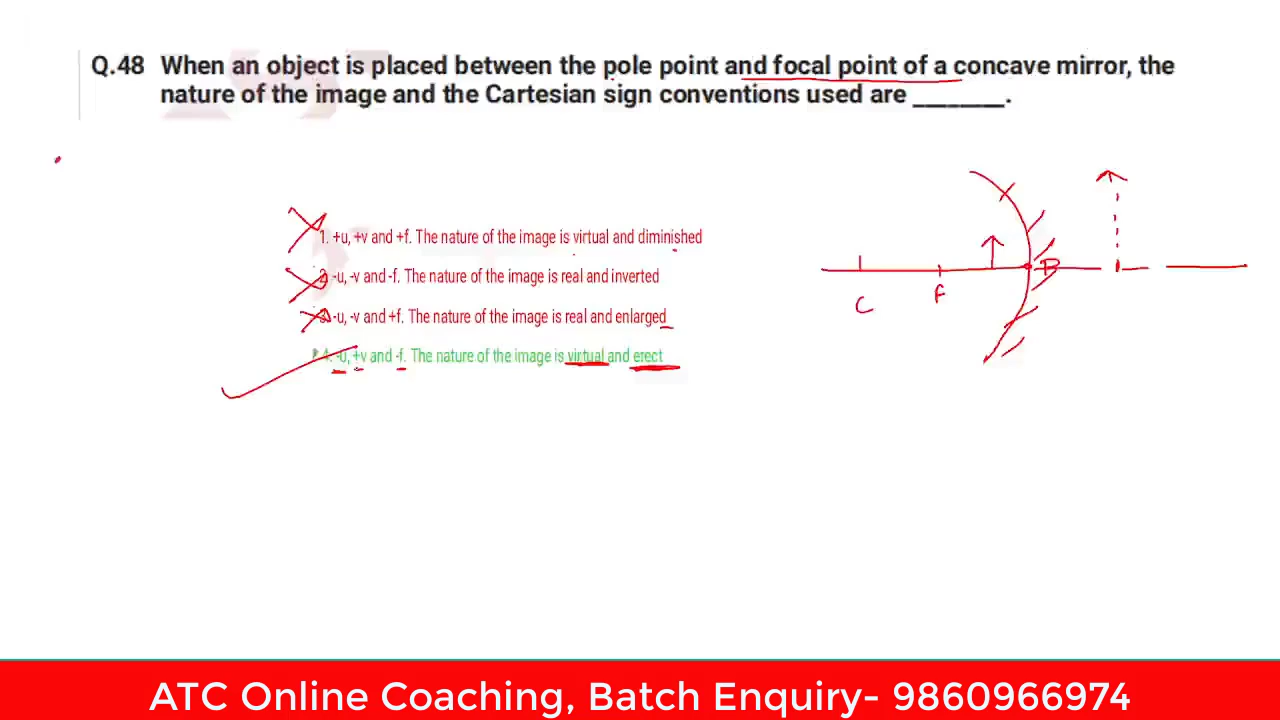 Q.48 When an object is placed between the pole point and focal point of a concave mirror, the
nature of the image and the Cartesian sign conventions used are _______.
1. +u, +v and +f. The nature of the image is virtual and diminished
2. -u, -v and -f. The nature of the image is real and inverted
3. -u, -v and +f. The nature of the image is real and enlarged
4. -u, +v and -f. The nature of the image is virtual and erect
C
F
P
ATC Online Coaching, Batch Enquiry- 9860966974